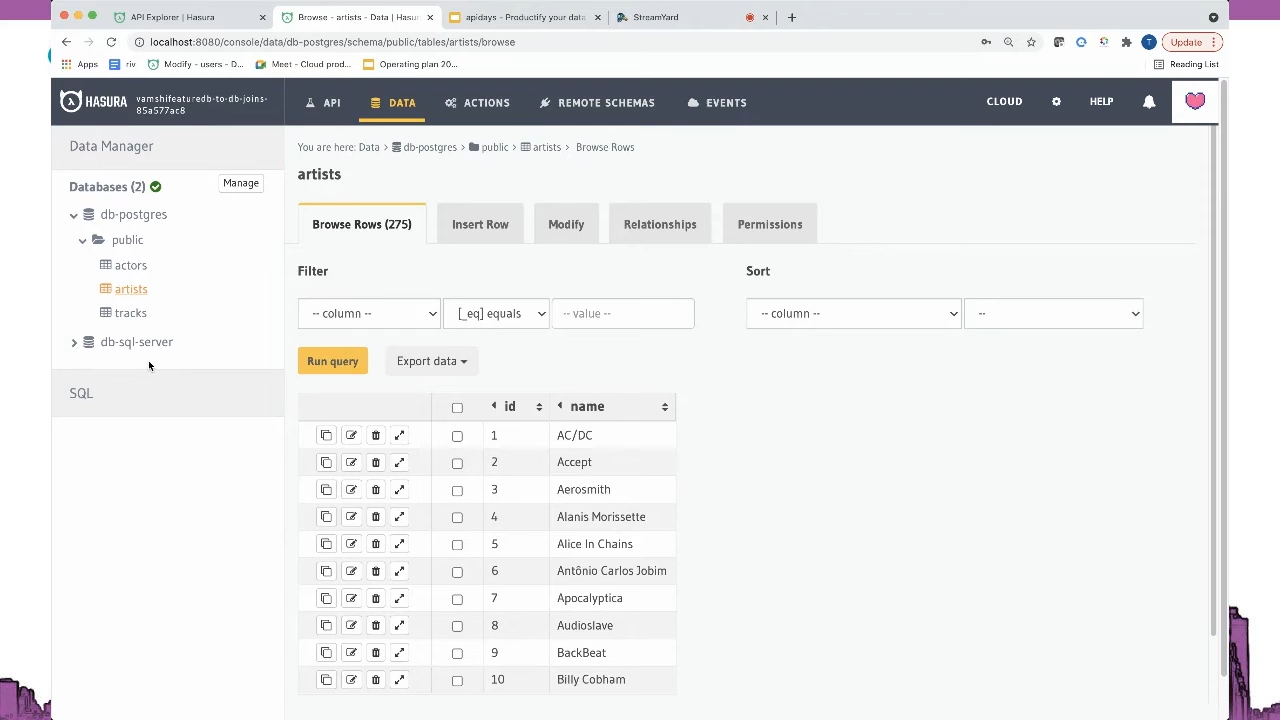 API Explorer | Hasura
Browse - artists - Data | Hasur
apidays - Productify your data
StreamYard
localhost:8080/console/data/db-postgres/schema/public/tables/artists/browse
Update
Apps
riv
Modify - users - D...
Meet - Cloud prod...
Operating plan 20...
Reading List
HASURA
vamshifeaturedb-to-db-joins-
85a577ac8
API
DATA
ACTIONS
REMOTE SCHEMAS
EVENTS
CLOUD
HELP
Data Manager
Databases (2)
Manage
db-postgres
public
actors
artists
tracks
db-sql-server
SQL
You are here: Data > db-postgres > public > artists > Browse Rows
artists
Browse Rows (275)
Insert Row
Modify
Relationships
Permissions
Filter
Sort
-- column --
[_eq] equals
-- value --
-- column --
--
Run query
Export data
id
name
1 AC/DC
2 Accept
3 Aerosmith
4 Alanis Morissette
5 Alice In Chains
6 Antônio Carlos Jobim
7 Apocalyptica
8 Audioslave
9 BackBeat
10 Billy Cobham